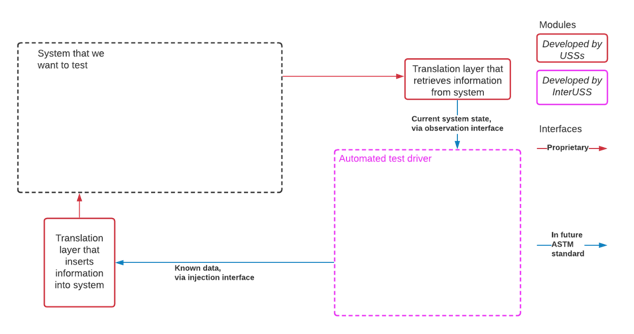 System that we
want to test
Translation layer that
retrieves information
from system
Current system state,
via observation interface
Automated test driver
Translation
layer that
inserts
information
into system
Known data,
via injection interface
Modules
Developed by
USSs
Developed by
InterUSS
Interfaces
Proprietary
In future
ASTM
standard